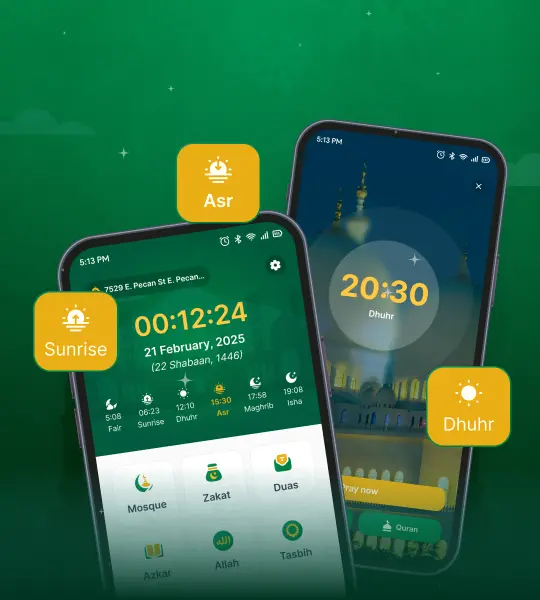 Asr
5:13 PM
7529 E. Pecan St E. Pecan...
Sunrise
00:12:24
21 February, 2025
(22 Shabaan, 1446)
5:08
06:23
12:10
15:30
17:58
19:08
Fair
Sunrise
Dhuhr
Asr
Maghrib
Isha
Mosque
Zakat
Duas
Azkar
الله
Allah
Tasbih
5:13 PM
20:30
Dhuhr
Dhuhr
Pray now
Quran